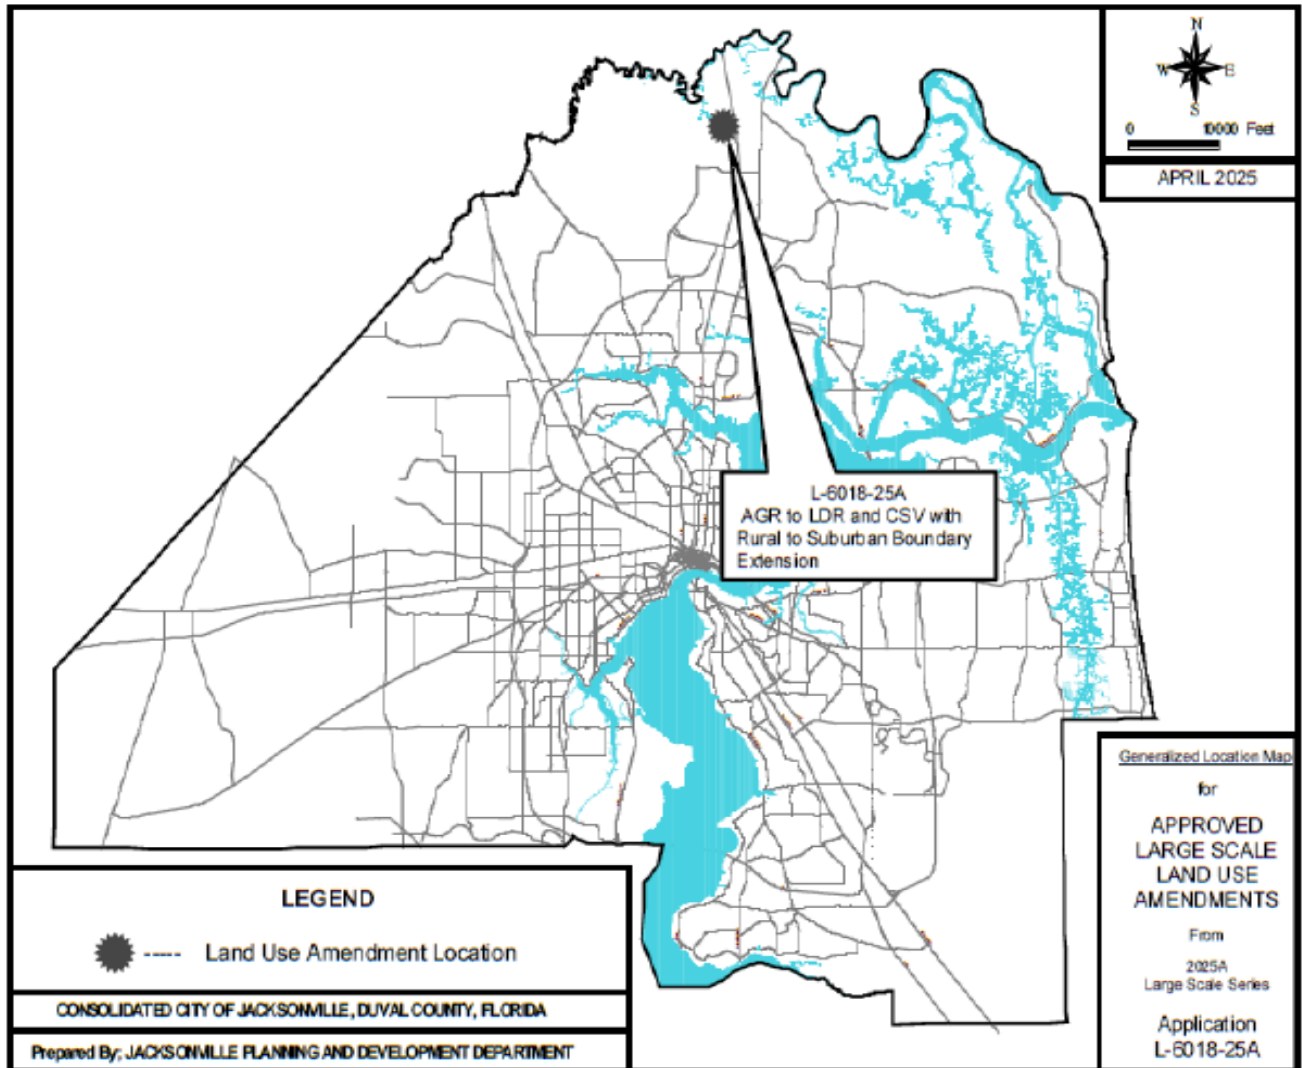 N
W E
S
0 10000 Feet
APRIL 2025
L-6018-25A
AGR to LDR and CSV with
Rural to Suburban Boundary
Extension
Generalized Location Map
for
APPROVED
LARGE SCALE
LAND USE
AMENDMENTS
From
2025A
Large Scale Series
Application
L-6018-25A
LEGEND
----- Land Use Amendment Location
CONSOLIDATED CITY OF JACKSONVILLE, DUVAL COUNTY, FLORIDA
Prepared By; JACKSONVILLE PLANNING AND DEVELOPMENT DEPARTMENT